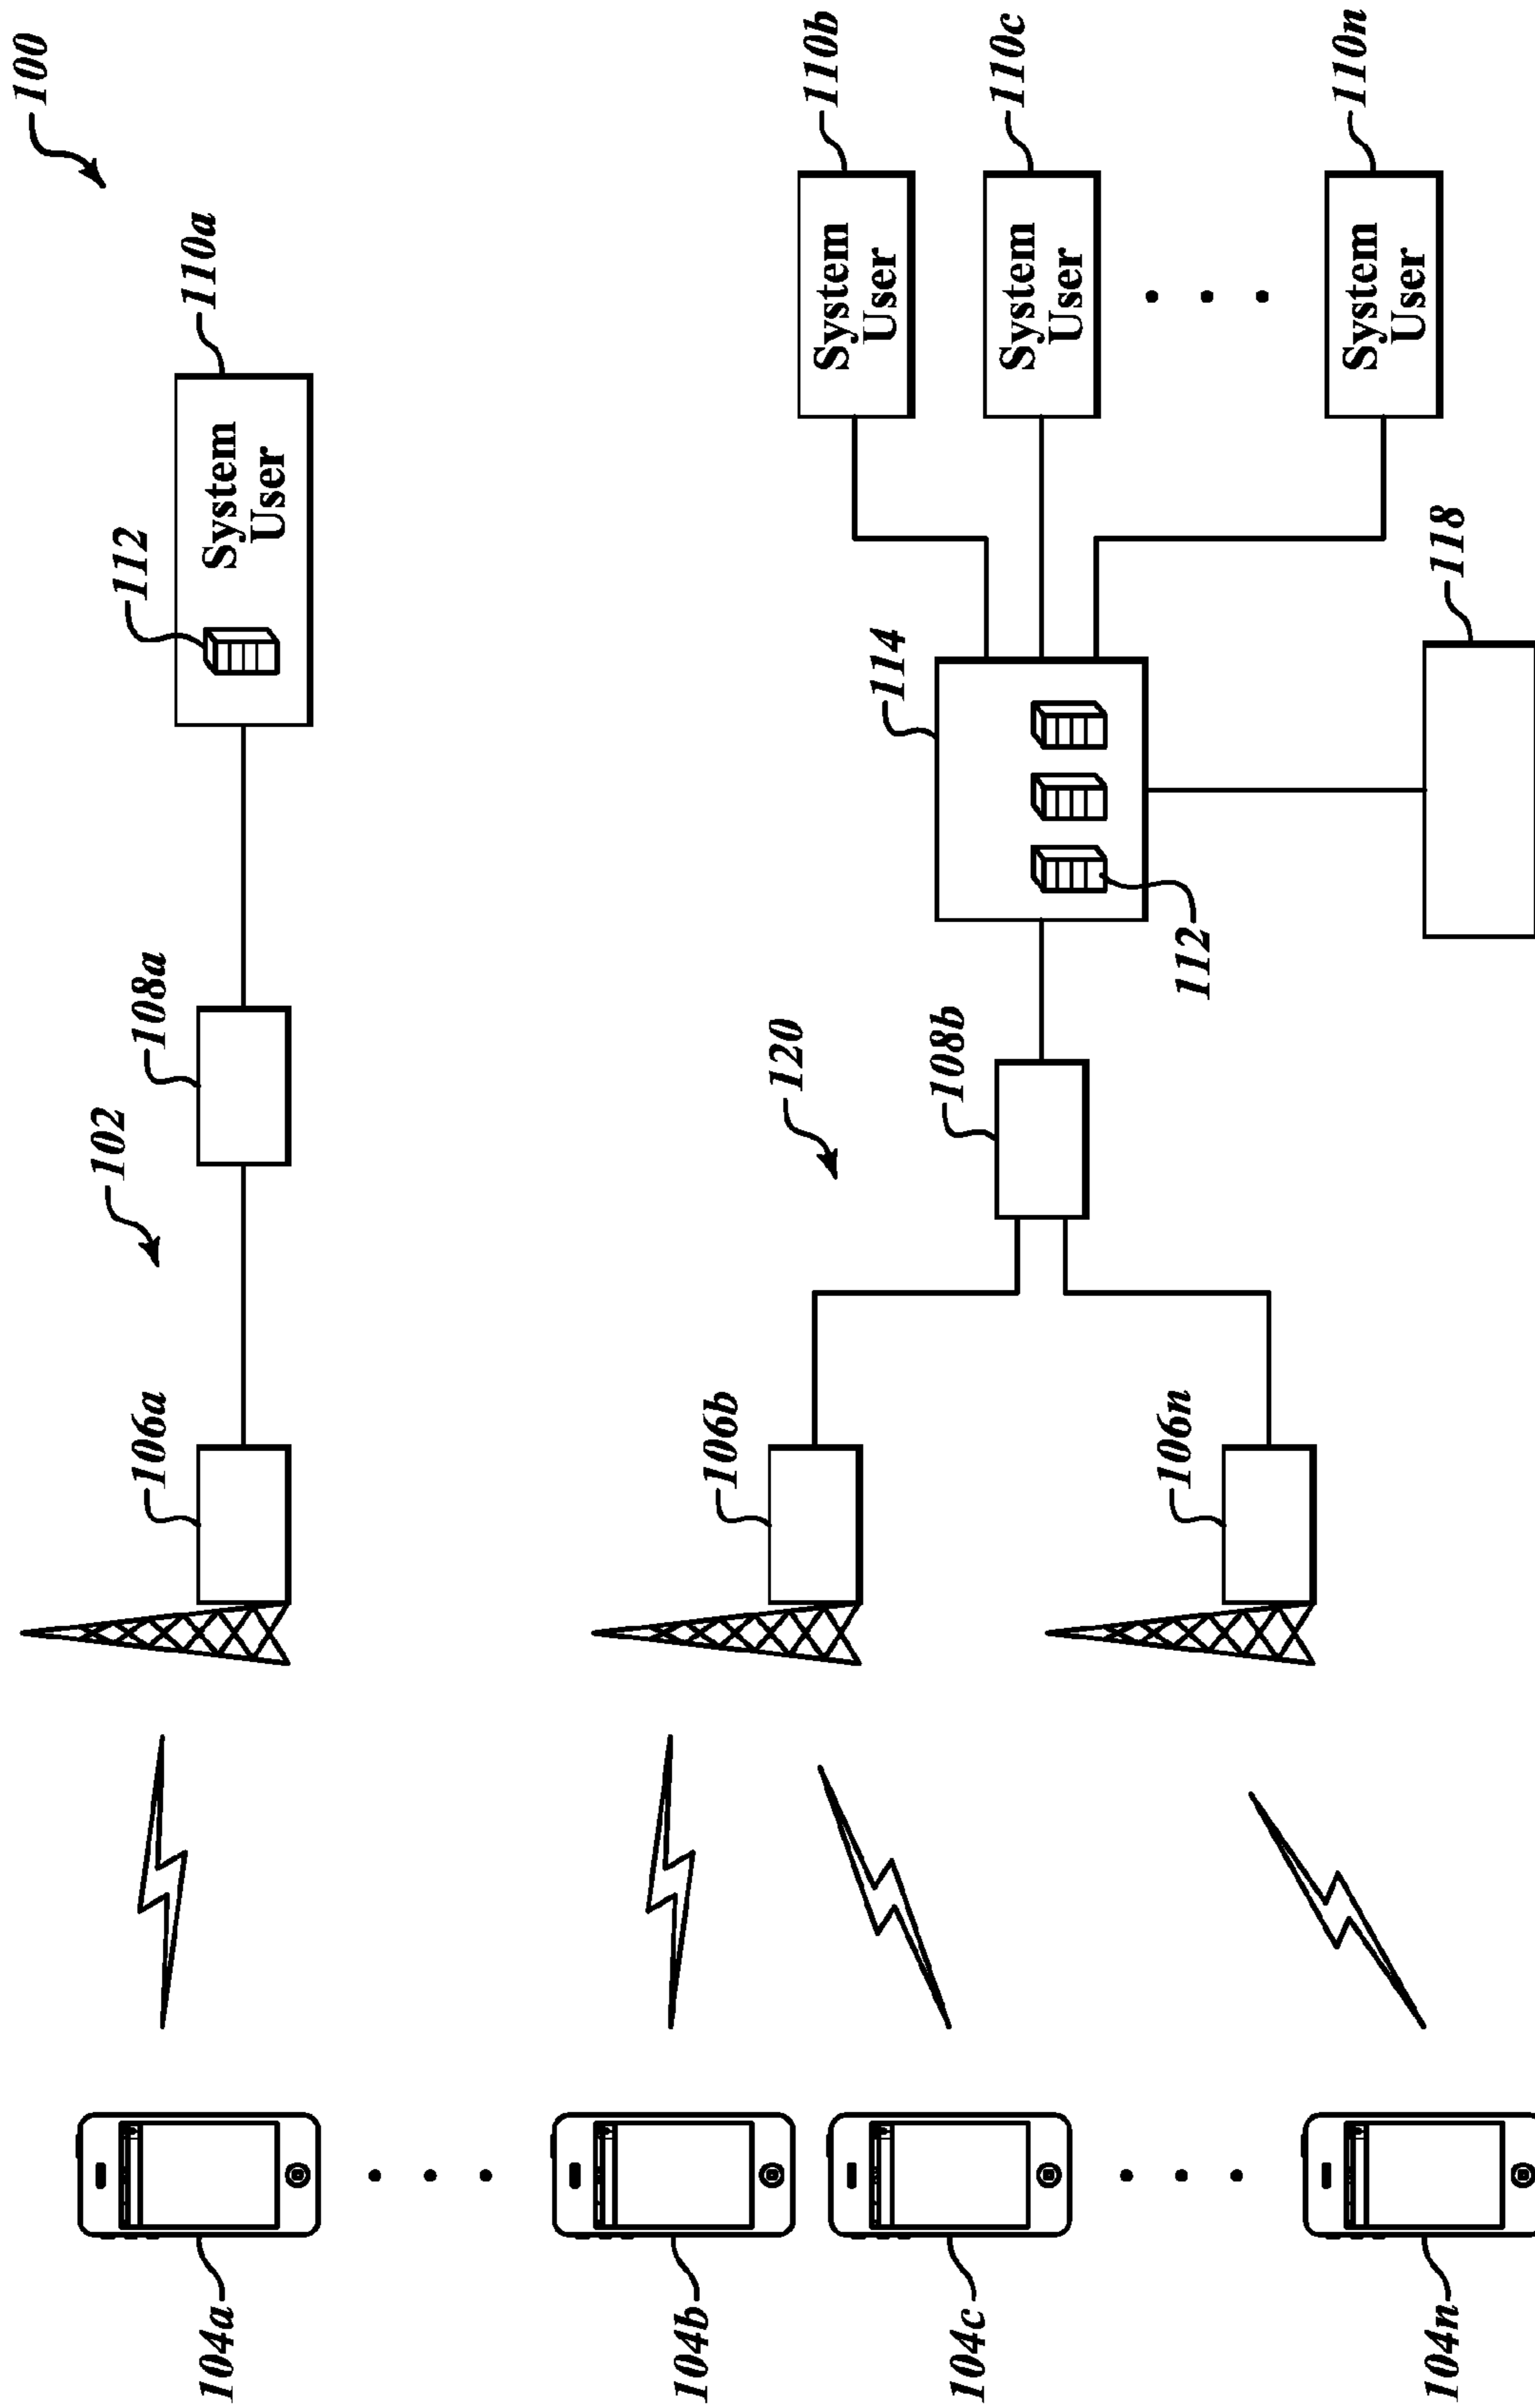 100
102
104a
106a
108a
112
System
User
110a
104b
106b
120
108b
114
112
System
User
110b
104c
System
User
110c
104n
106n
118
System
User
110n